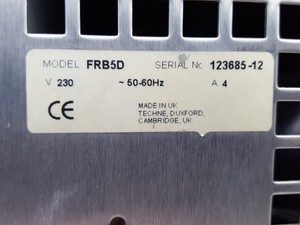 MODEL FRB5D SERIAL No 123685-12
V 230 ~ 50-60Hz A 4
CE
MADE IN UK
TECHNE, DUXFORD,
CAMBRIDGE, UK